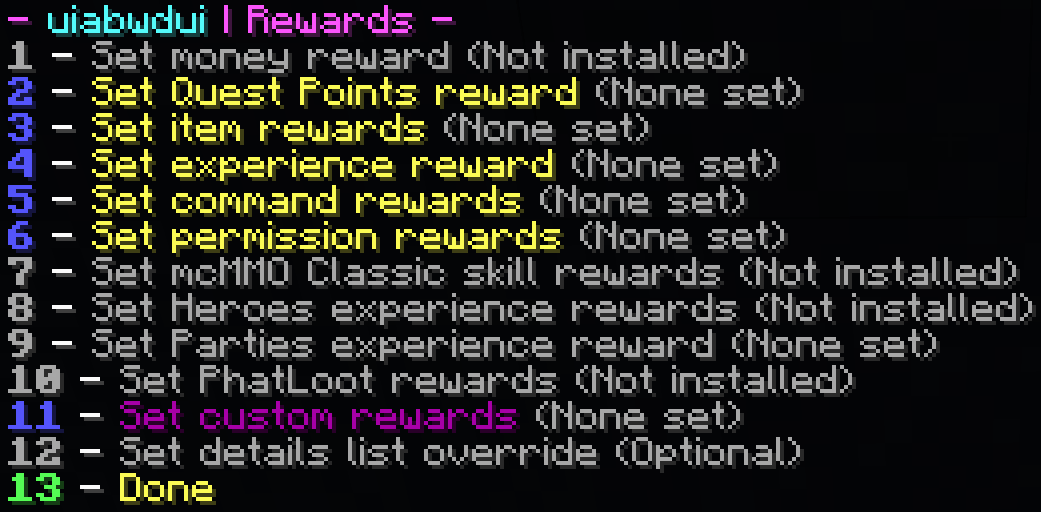 - uiabwdui | Rewards -
1 - Set money reward (Not installed)
2 - Set Quest Points reward (None set)
3 - Set item rewards (None set)
4 - Set experience reward (None set)
5 - Set command rewards (None set)
6 - Set permission rewards (None set)
7 - Set mcMMO Classic skill rewards (Not installed)
8 - Set Heroes experience rewards (Not installed)
9 - Set Parties experience reward (None set)
10 - Set PhatLoot rewards (Not installed)
11 - Set custom rewards (None set)
12 - Set details list override (Optional)
13 - Done